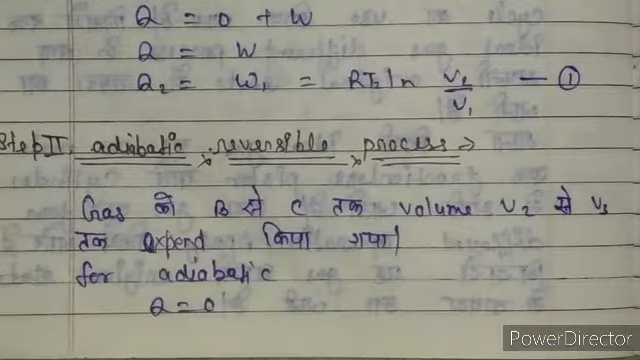 Q = 0 + W
Q = W
Q₂ = W₁ = RT₂ ln V₂/V₁ — ①
Step II adiabatic, reversible, process ⇒
Gas को B से C तक volume V₂ से V₃
तक expend किया गया।
for adiabatic
Q = 0
PowerDirector